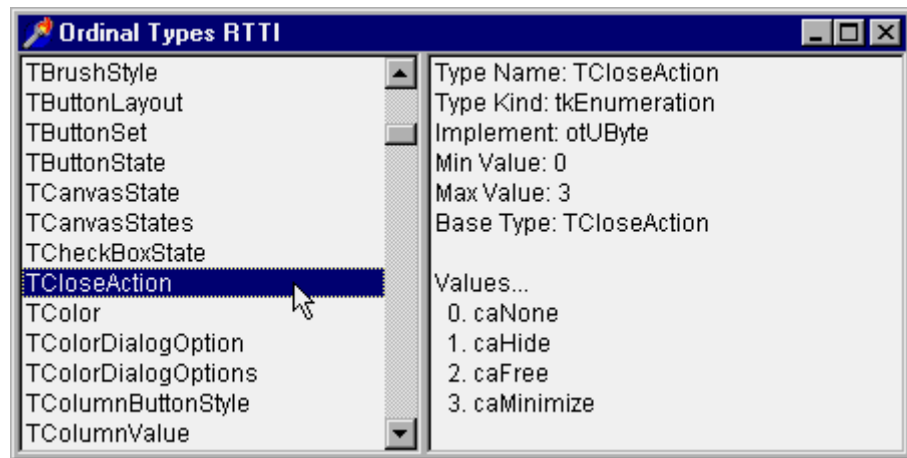 Ordinal Types RTTI
TBrushStyle
TButtonLayout
TButtonSet
TButtonState
TCanvasState
TCanvasStates
TCheckBoxState
TCloseAction
TColor
TColorDialogOption
TColorDialogOptions
TColumnButtonStyle
TColumnValue
Type Name: TCloseAction
Type Kind: tkEnumeration
Implement: otUByte
Min Value: 0
Max Value: 3
Base Type: TCloseAction
Values...
0. caNone
1. caHide
2. caFree
3. caMinimize